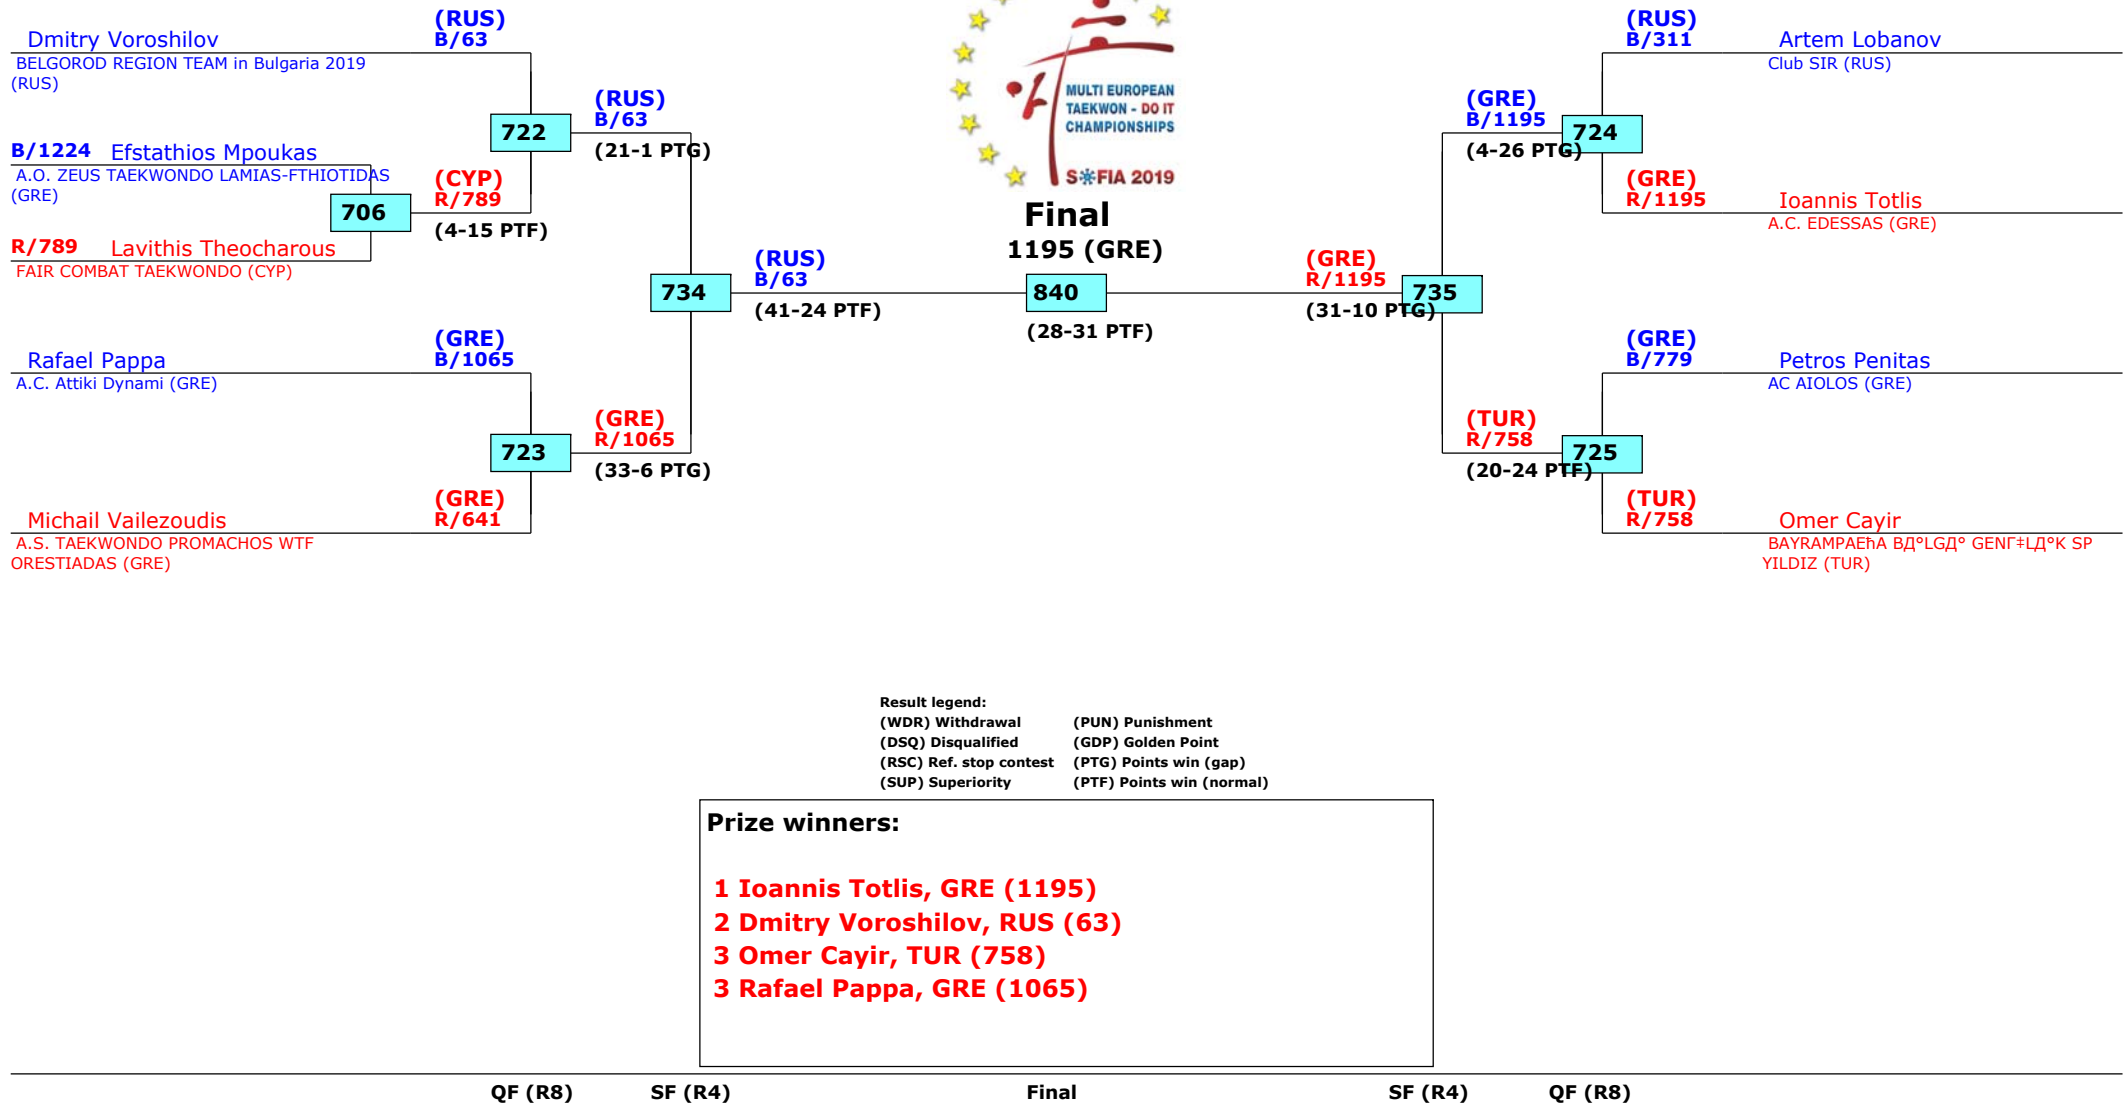 (RUS)
B/63
Dmitry Voroshilov
BELGOROD REGION TEAM in Bulgaria 2019
(RUS)
722
(RUS)
B/63
(21-1 PTG)
B/1224 Efstathios Mpoukas
A.O. ZEUS TAEKWONDO LAMIAS-FTHIOTIDAS
(GRE)
706
(CYP)
R/789
(4-15 PTF)
R/789 Lavithis Theocharous
FAIR COMBAT TAEKWONDO (CYP)
734
(RUS)
B/63
(41-24 PTF)
Rafael Pappa
A.C. Attiki Dynami (GRE)
(GRE)
B/1065
723
(GRE)
R/1065
(33-6 PTG)
Michail Vailezoudis
A.S. TAEKWONDO PROMACHOS WTF
ORESTIADAS (GRE)
(GRE)
R/641
MULTI EUROPEAN
TAEKWON - DO IT
CHAMPIONSHIPS
SOFIA 2019
Final
1195 (GRE)
840
(28-31 PTF)
(RUS)
B/311
Artem Lobanov
Club SIR (RUS)
(GRE)
B/1195
724
(4-26 PTG)
(GRE)
R/1195
Ioannis Totlis
A.C. EDESSAS (GRE)
(GRE)
R/1195
735
(31-10 PTG)
(GRE)
B/779
Petros Penitas
AC AIOLOS (GRE)
(TUR)
R/758
725
(20-24 PTF)
(TUR)
R/758
Omer Cayir
BAYRAMPAЕћA BД°LGД° GENГ‡LД°K SP
YILDIZ (TUR)
Result legend:
(WDR) Withdrawal (PUN) Punishment
(DSQ) Disqualified (GDP) Golden Point
(RSC) Ref. stop contest (PTG) Points win (gap)
(SUP) Superiority (PTF) Points win (normal)
Prize winners:
1 Ioannis Totlis, GRE (1195)
2 Dmitry Voroshilov, RUS (63)
3 Omer Cayir, TUR (758)
3 Rafael Pappa, GRE (1065)
QF (R8) SF (R4) Final SF (R4) QF (R8)